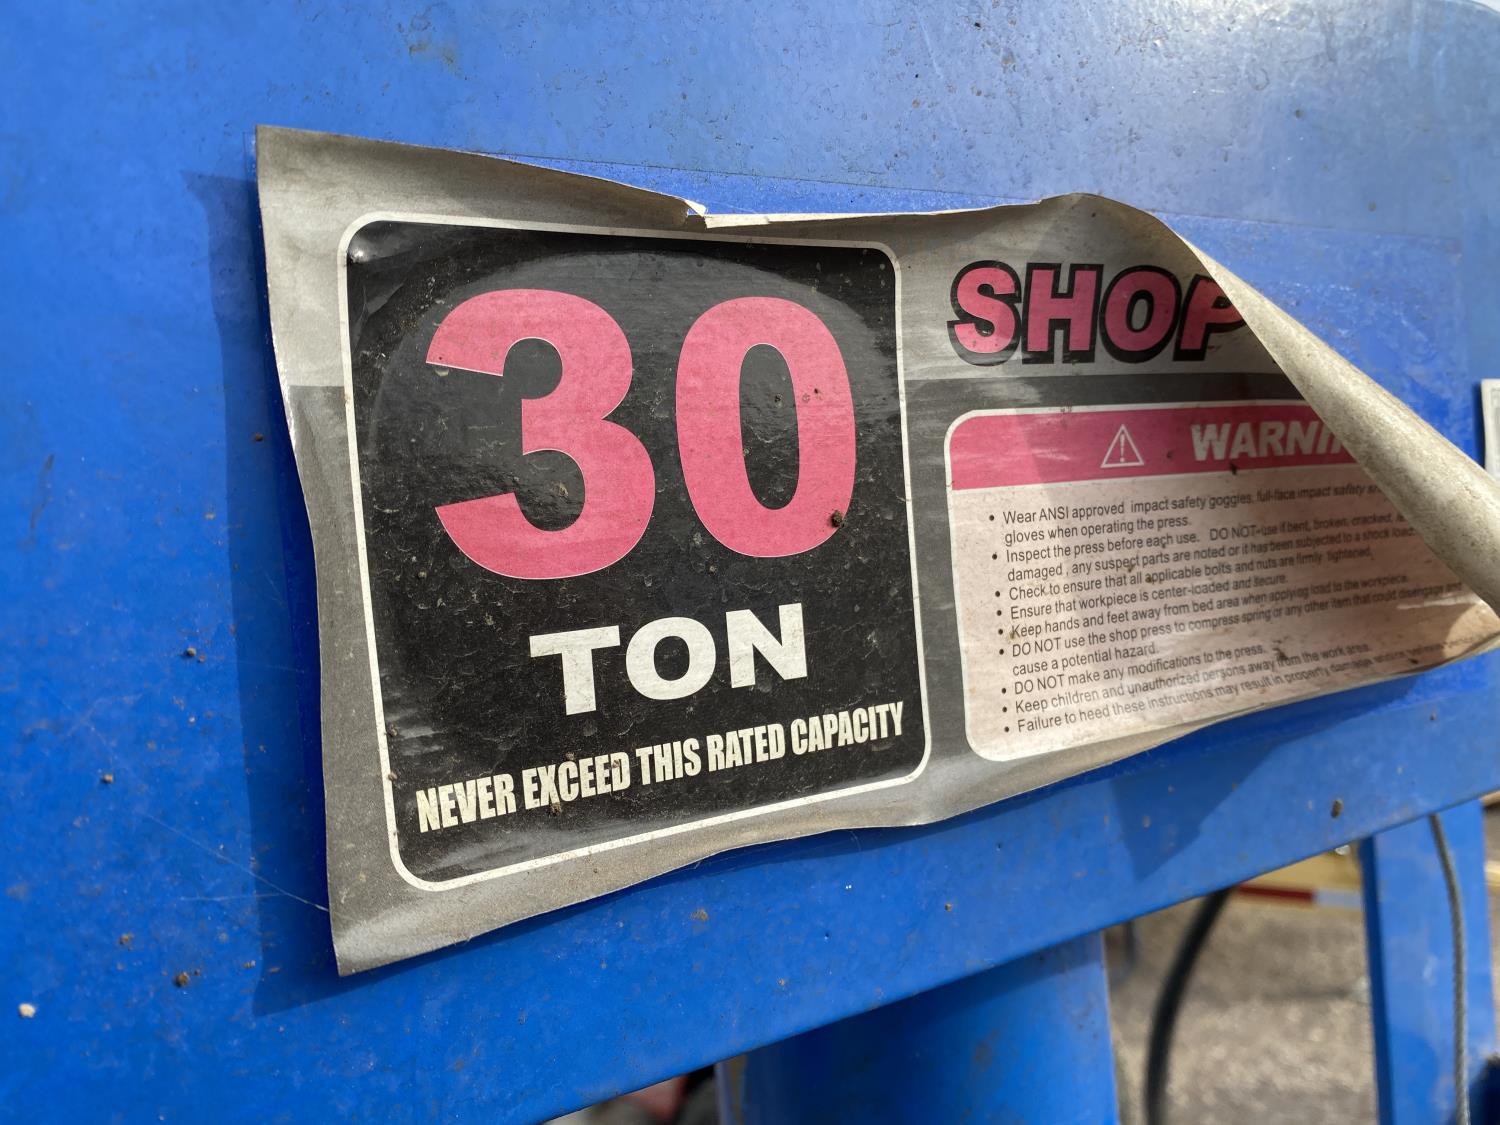 30
TON
NEVER EXCEED THIS RATED CAPACITY
SHOP
WARNI
• Wear ANSI approved impact safety goggles, full-face impact safety
gloves when operating the press.
• Inspect the press before each use. DO NOT use if bent, broken, cracked,
damaged, any suspect parts are noted or it has been subjected to a shock load.
• Check to ensure that all applicable bolts and nuts are firmly tightened.
• Ensure that workpiece is center-loaded and secure.
• Keep hands and feet away from bed area when applying load to the workpiece.
• DO NOT use the shop press to compress spring or any other item that could disengage and
cause a potential hazard.
• DO NOT make any modifications to the press.
• Keep children and unauthorized persons away from the work area.
• Failure to heed these instructions may result in property damage